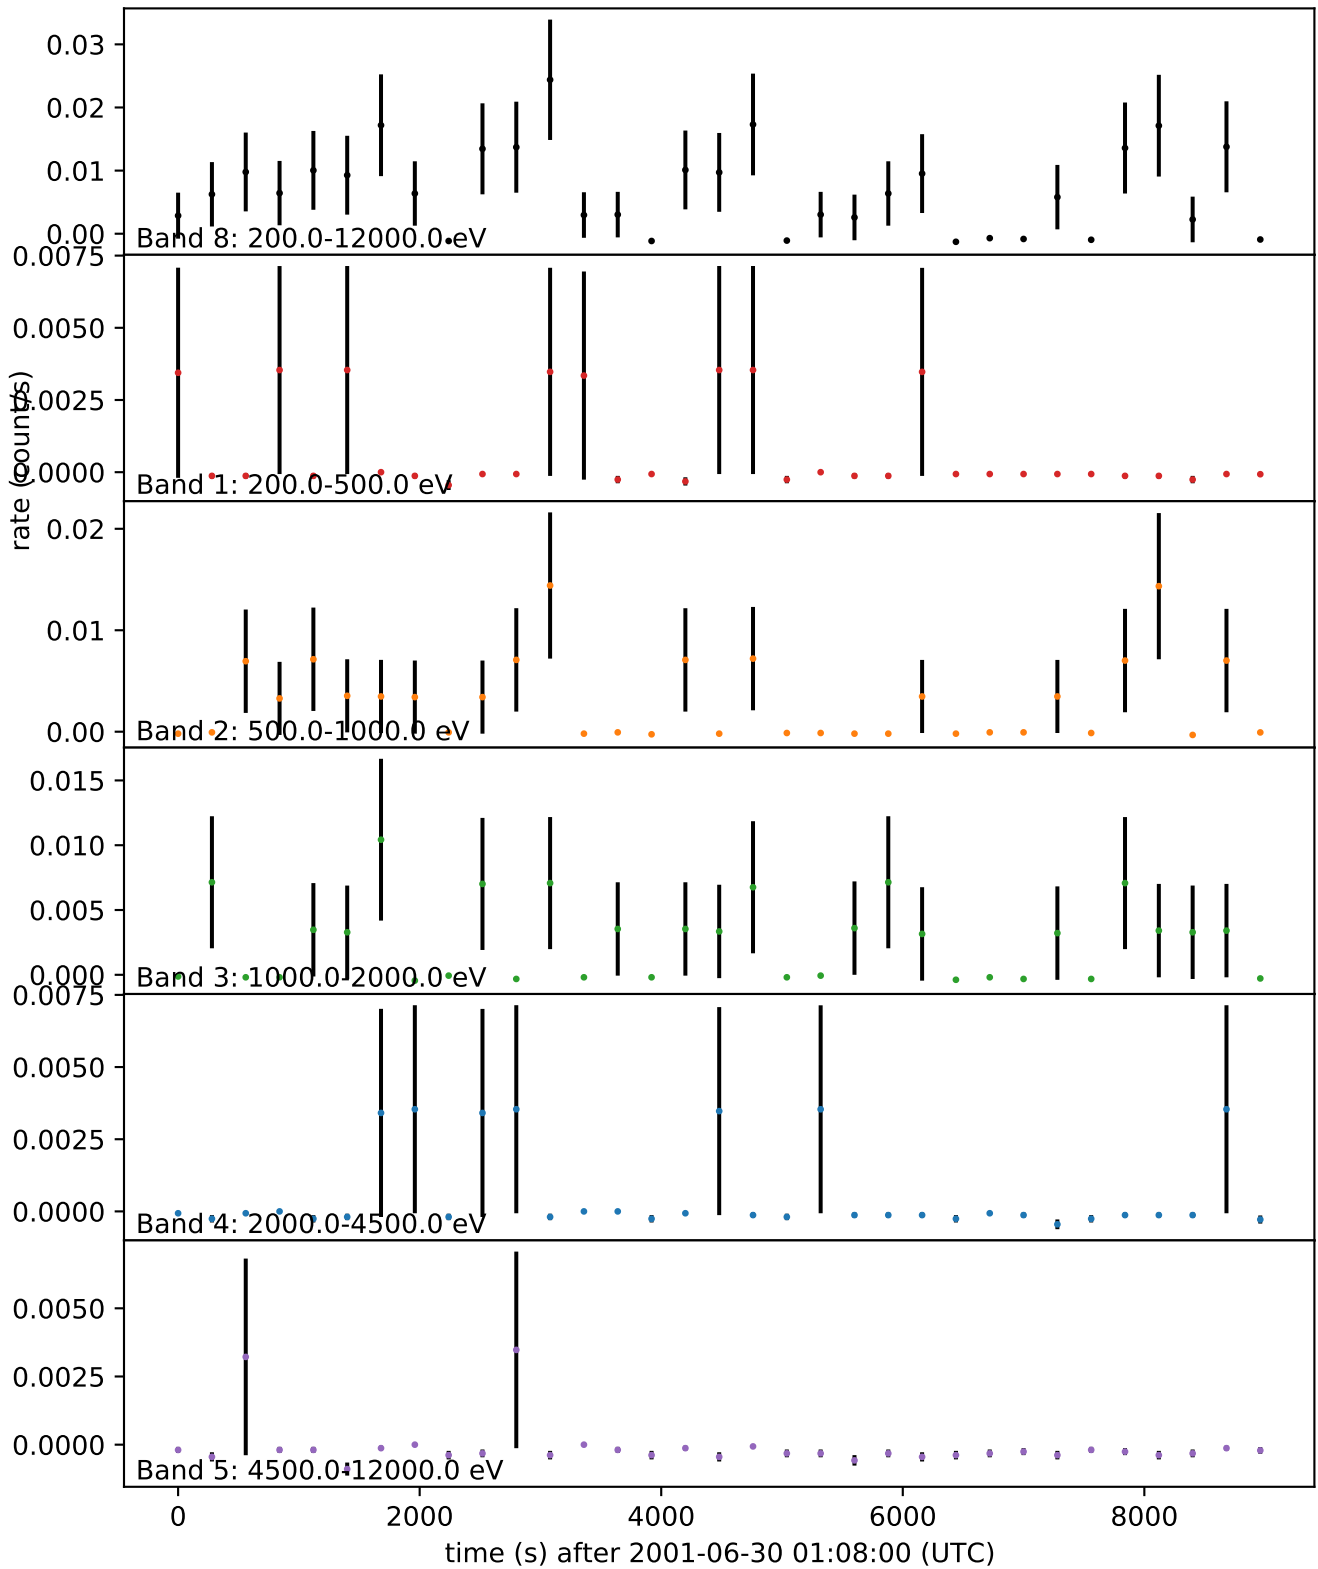 0.03
0.02
0.01
0.00
Band 8: 200.0-12000.0 eV
0.0075
0.0050
0.0025
0.0000
Band 1: 200.0-500.0 eV
rate (count/s)
0.02
0.01
0.00
Band 2: 500.0-1000.0 eV
0.015
0.010
0.005
0.000
Band 3: 1000.0-2000.0 eV
0.0075
0.0050
0.0025
0.0000
Band 4: 2000.0-4500.0 eV
0.0050
0.0025
0.0000
Band 5: 4500.0-12000.0 eV
0 2000 4000 6000 8000
time (s) after 2001-06-30 01:08:00 (UTC)